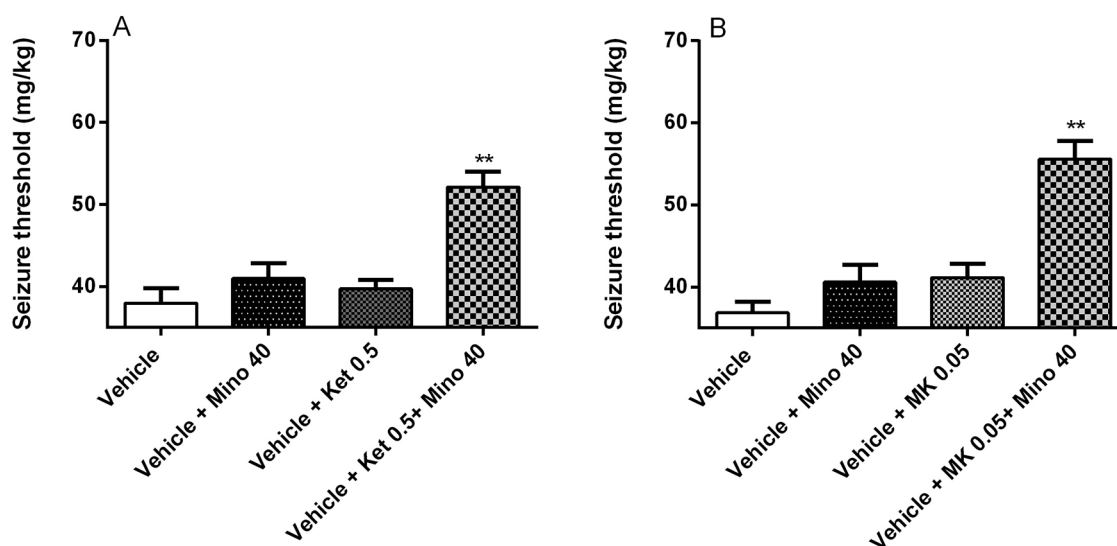 A
Seizure threshold (mg/kg)
70
60
50
40
**
Vehicle
Vehicle + Mino 40
Vehicle + Ket 0.5
Vehicle + Ket 0.5+ Mino 40
B
Seizure threshold (mg/kg)
70
60
50
40
**
Vehicle
Vehicle + Mino 40
Vehicle + MK 0.05
Vehicle + MK 0.05+ Mino 40